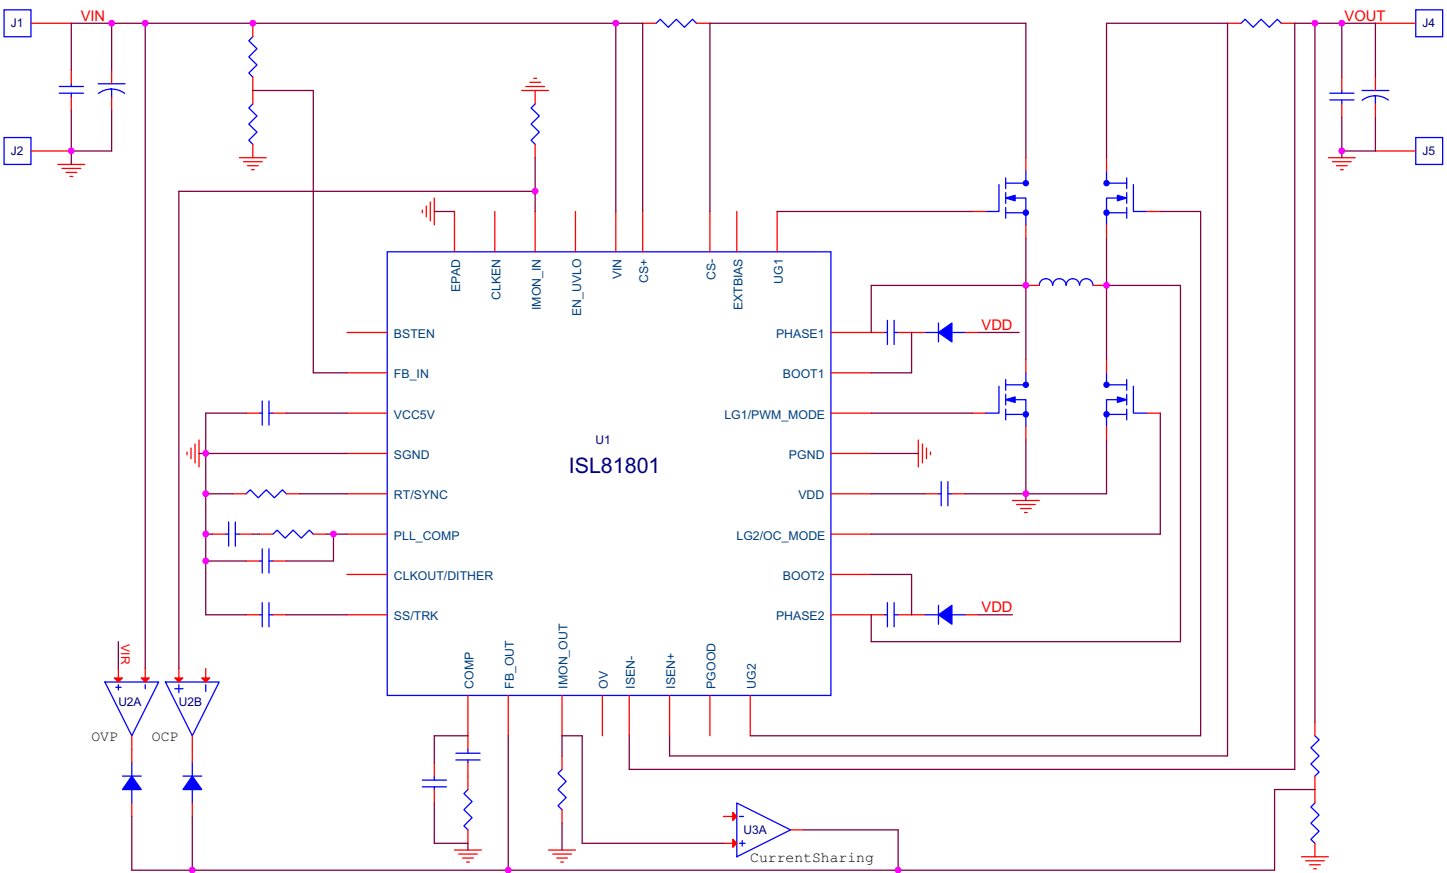 J1
VIN
VOUT
J4
J2
J5
EPAD
CLKEN
IMON_IN
EN_UVLO
VIN
CS+
CS-
EXTBIAS
UG1
BSTEN
FB_IN
VCC5V
SGND
RT/SYNC
PLL_COMP
CLKOUT/DITHER
SS/TRK
U1
ISL81801
PHASE1
BOOT1
LG1/PWM_MODE
PGND
VDD
LG2/OC_MODE
BOOT2
PHASE2
VDD
VDD
COMP
FB_OUT
IMON_OUT
OV
ISEN-
ISEN+
PGOOD
UG2
VIR
+ -
U2A
OVP
+ -
U2B
OCP
-
U3A
+
CurrentSharing